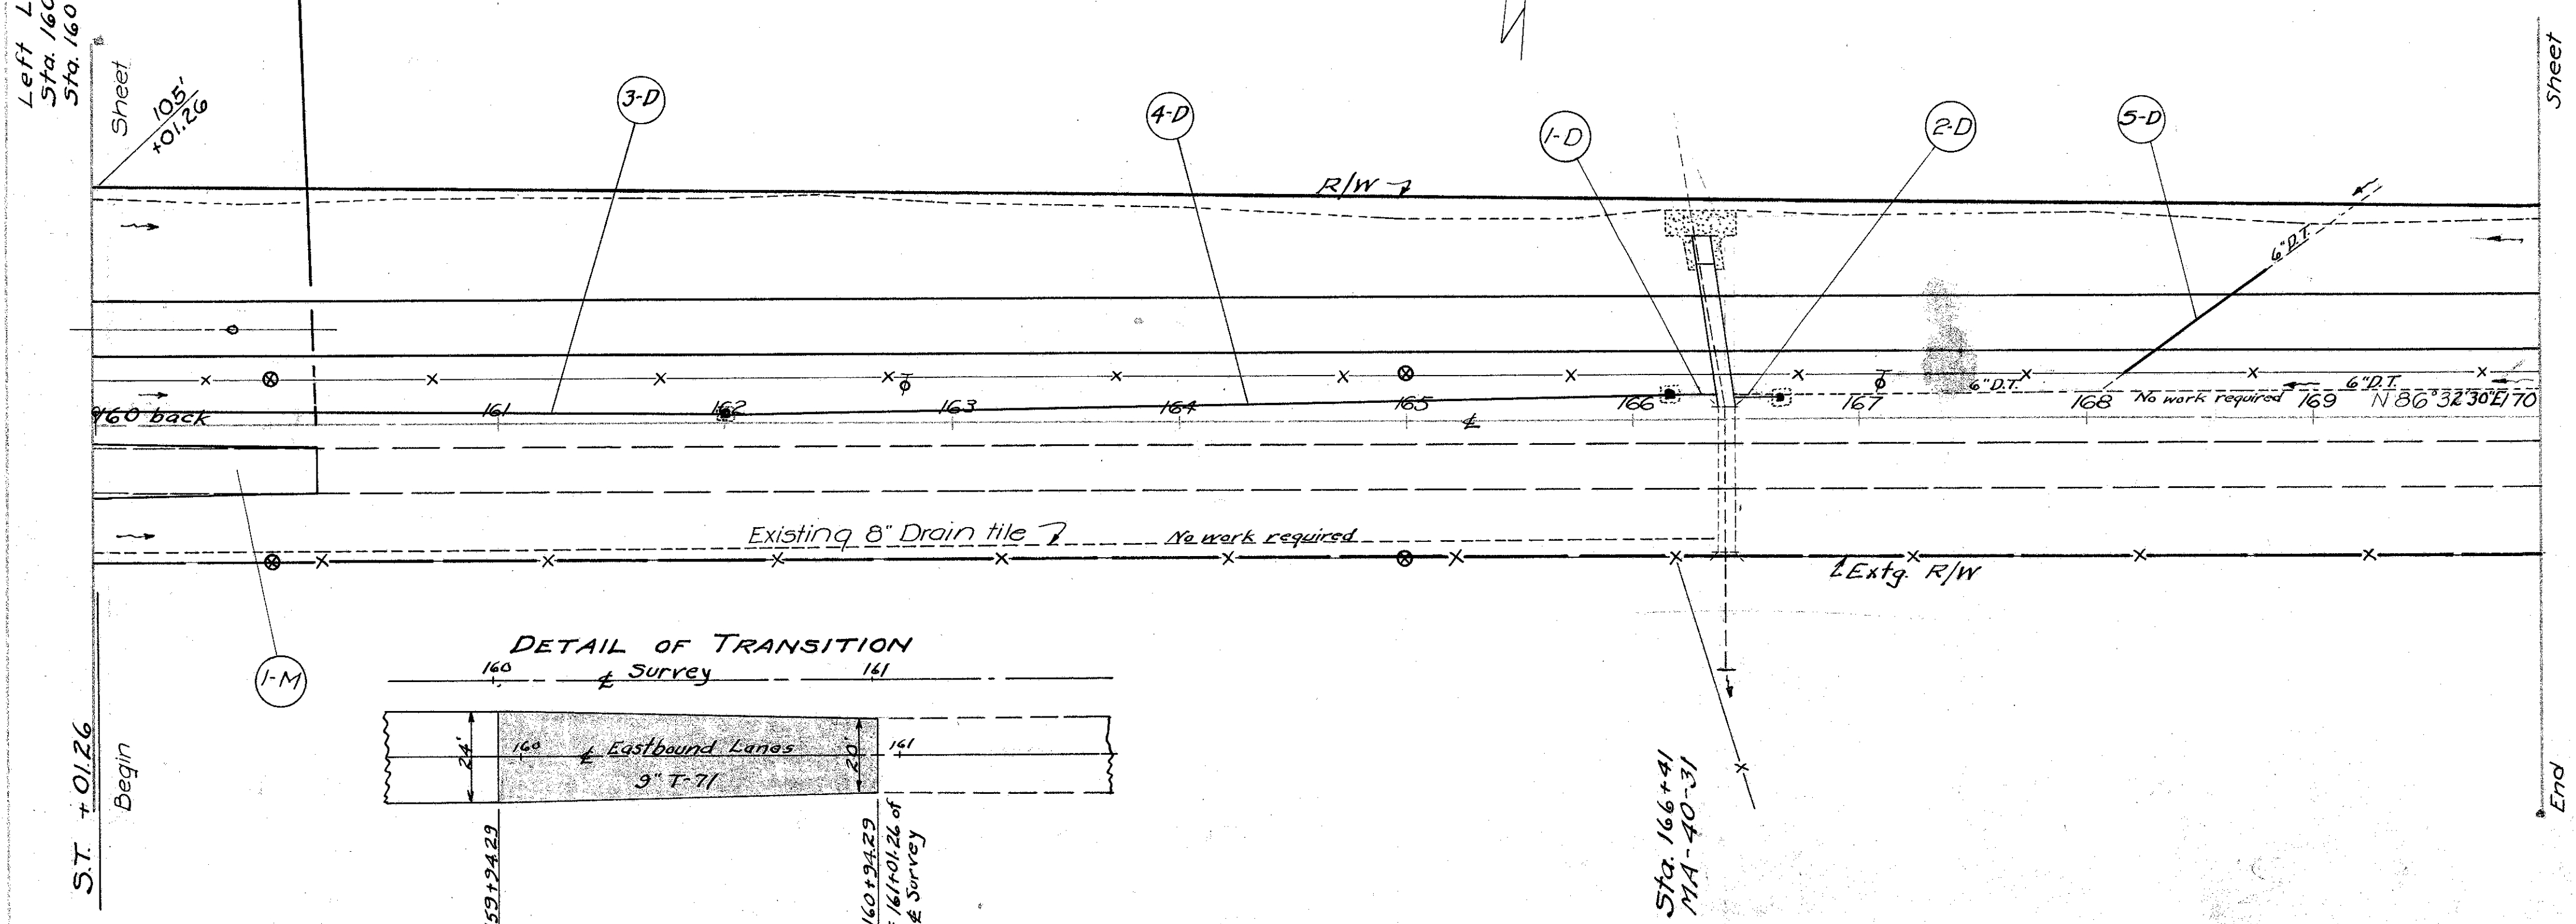 Left L
Sta. 160
Sta. 160
Sheet
105'
+01.26
3-D
4-D
1-D
2-D
5-D
Sheet
R/W
6" D.T.
6" D.T.
6" D.T.
160 back
161
162
163
164
165
166
167
168
No work required
169
N 86°32'30"E
170
℄
Existing 8" Drain tile
No work required
Extg. R/W
1-M
DETAIL OF TRANSITION
160
℄ Survey
161
24'
160
℄ Eastbound Lanes
20'
161
9" T-71
S.T. +01.26
Begin
59+94.29
160+94.29
= 161+01.26 of
℄ Survey
Sta. 166+41
MA-40-31
End